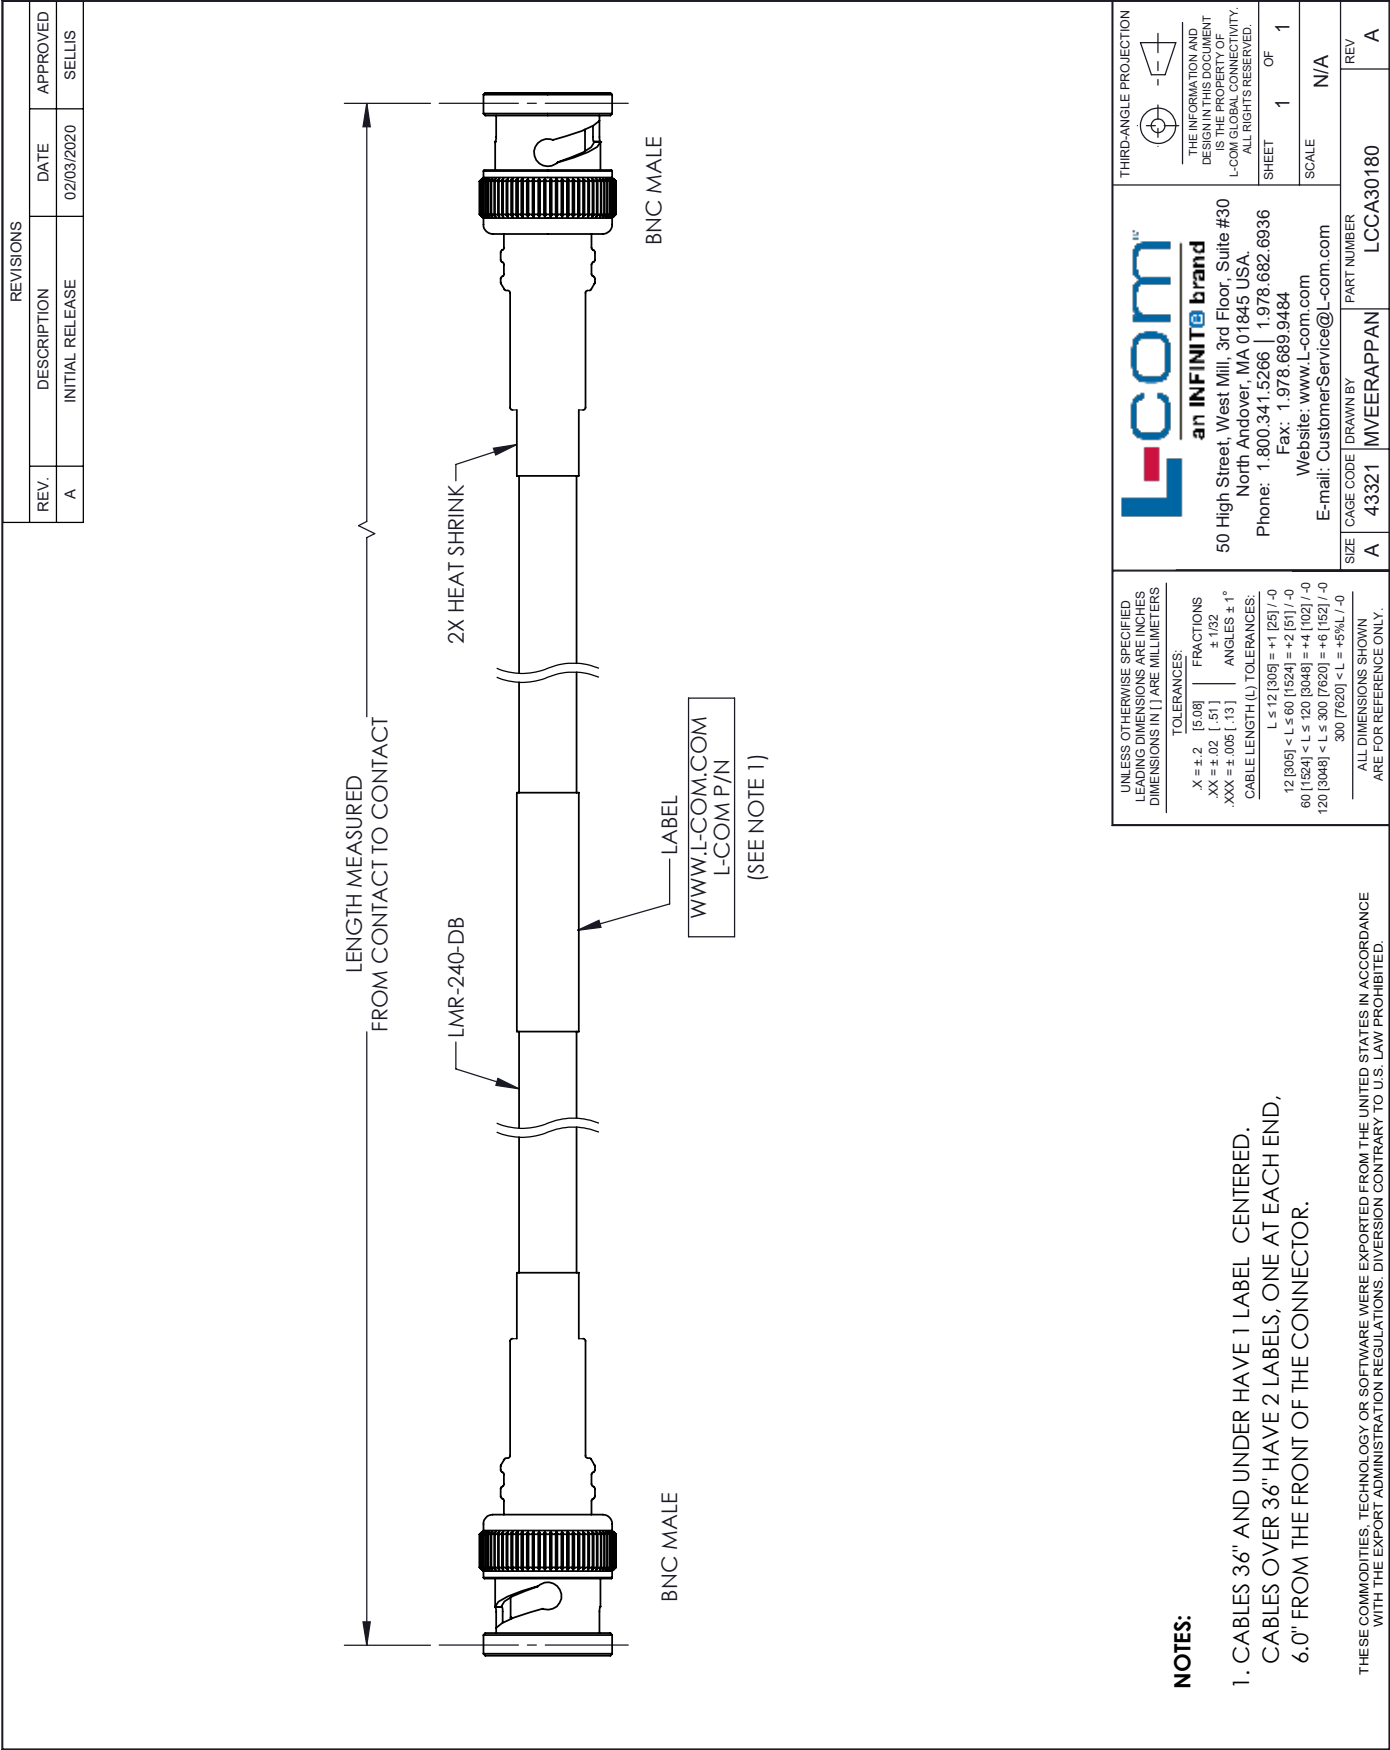 REVISIONS
REV. DESCRIPTION DATE APPROVED
A INITIAL RELEASE 02/03/2020 SELLIS
LENGTH MEASURED
FROM CONTACT TO CONTACT
LMR-240-DB
2X HEAT SHRINK
BNC MALE
BNC MALE
LABEL
WWW.L-COM.COM
L-COM P/N
(SEE NOTE 1)
NOTES:
1. CABLES 36" AND UNDER HAVE 1 LABEL CENTERED.
CABLES OVER 36" HAVE 2 LABELS, ONE AT EACH END,
6.0" FROM THE FRONT OF THE CONNECTOR.
THESE COMMODITIES, TECHNOLOGY OR SOFTWARE WERE EXPORTED FROM THE UNITED STATES IN ACCORDANCE
WITH THE EXPORT ADMINISTRATION REGULATIONS. DIVERSION CONTRARY TO U.S. LAW PROHIBITED.
UNLESS OTHERWISE SPECIFIED
LEADING DIMENSIONS ARE INCHES
DIMENSIONS IN [ ] ARE MILLIMETERS
TOLERANCES:
.X = ±.2 [5.08] FRACTIONS
.XX = ±.02 [ .51 ] ± 1/32
.XXX = ±.005 [ .13 ] ANGLES ± 1°
CABLE LENGTH (L) TOLERANCES:
L ≤ 12 [305] = +1 [25] / -0
12 [305] < L ≤ 60 [1524] = +2 [51] / -0
60 [1524] < L ≤ 120 [3048] = +4 [102] / -0
120 [3048] < L ≤ 300 [7620] = +6 [152] / -0
300 [7620] < L = +5%L / -0
ALL DIMENSIONS SHOWN
ARE FOR REFERENCE ONLY.
L-com
an INFINIT@ brand
50 High Street, West Mill, 3rd Floor, Suite #30
North Andover, MA 01845 USA.
Phone: 1.800.341.5266 | 1.978.682.6936
Fax: 1.978.689.9484
Website: www.L-com.com
E-mail: CustomerService@L-com.com
THIRD-ANGLE PROJECTION
THE INFORMATION AND
DESIGN IN THIS DOCUMENT
IS THE PROPERTY OF
L-COM GLOBAL CONNECTIVITY.
ALL RIGHTS RESERVED.
SHEET 1 OF 1
SCALE N/A
SIZE CAGE CODE DRAWN BY PART NUMBER REV
A 43321 MVEERAPPAN LCCA30180 A